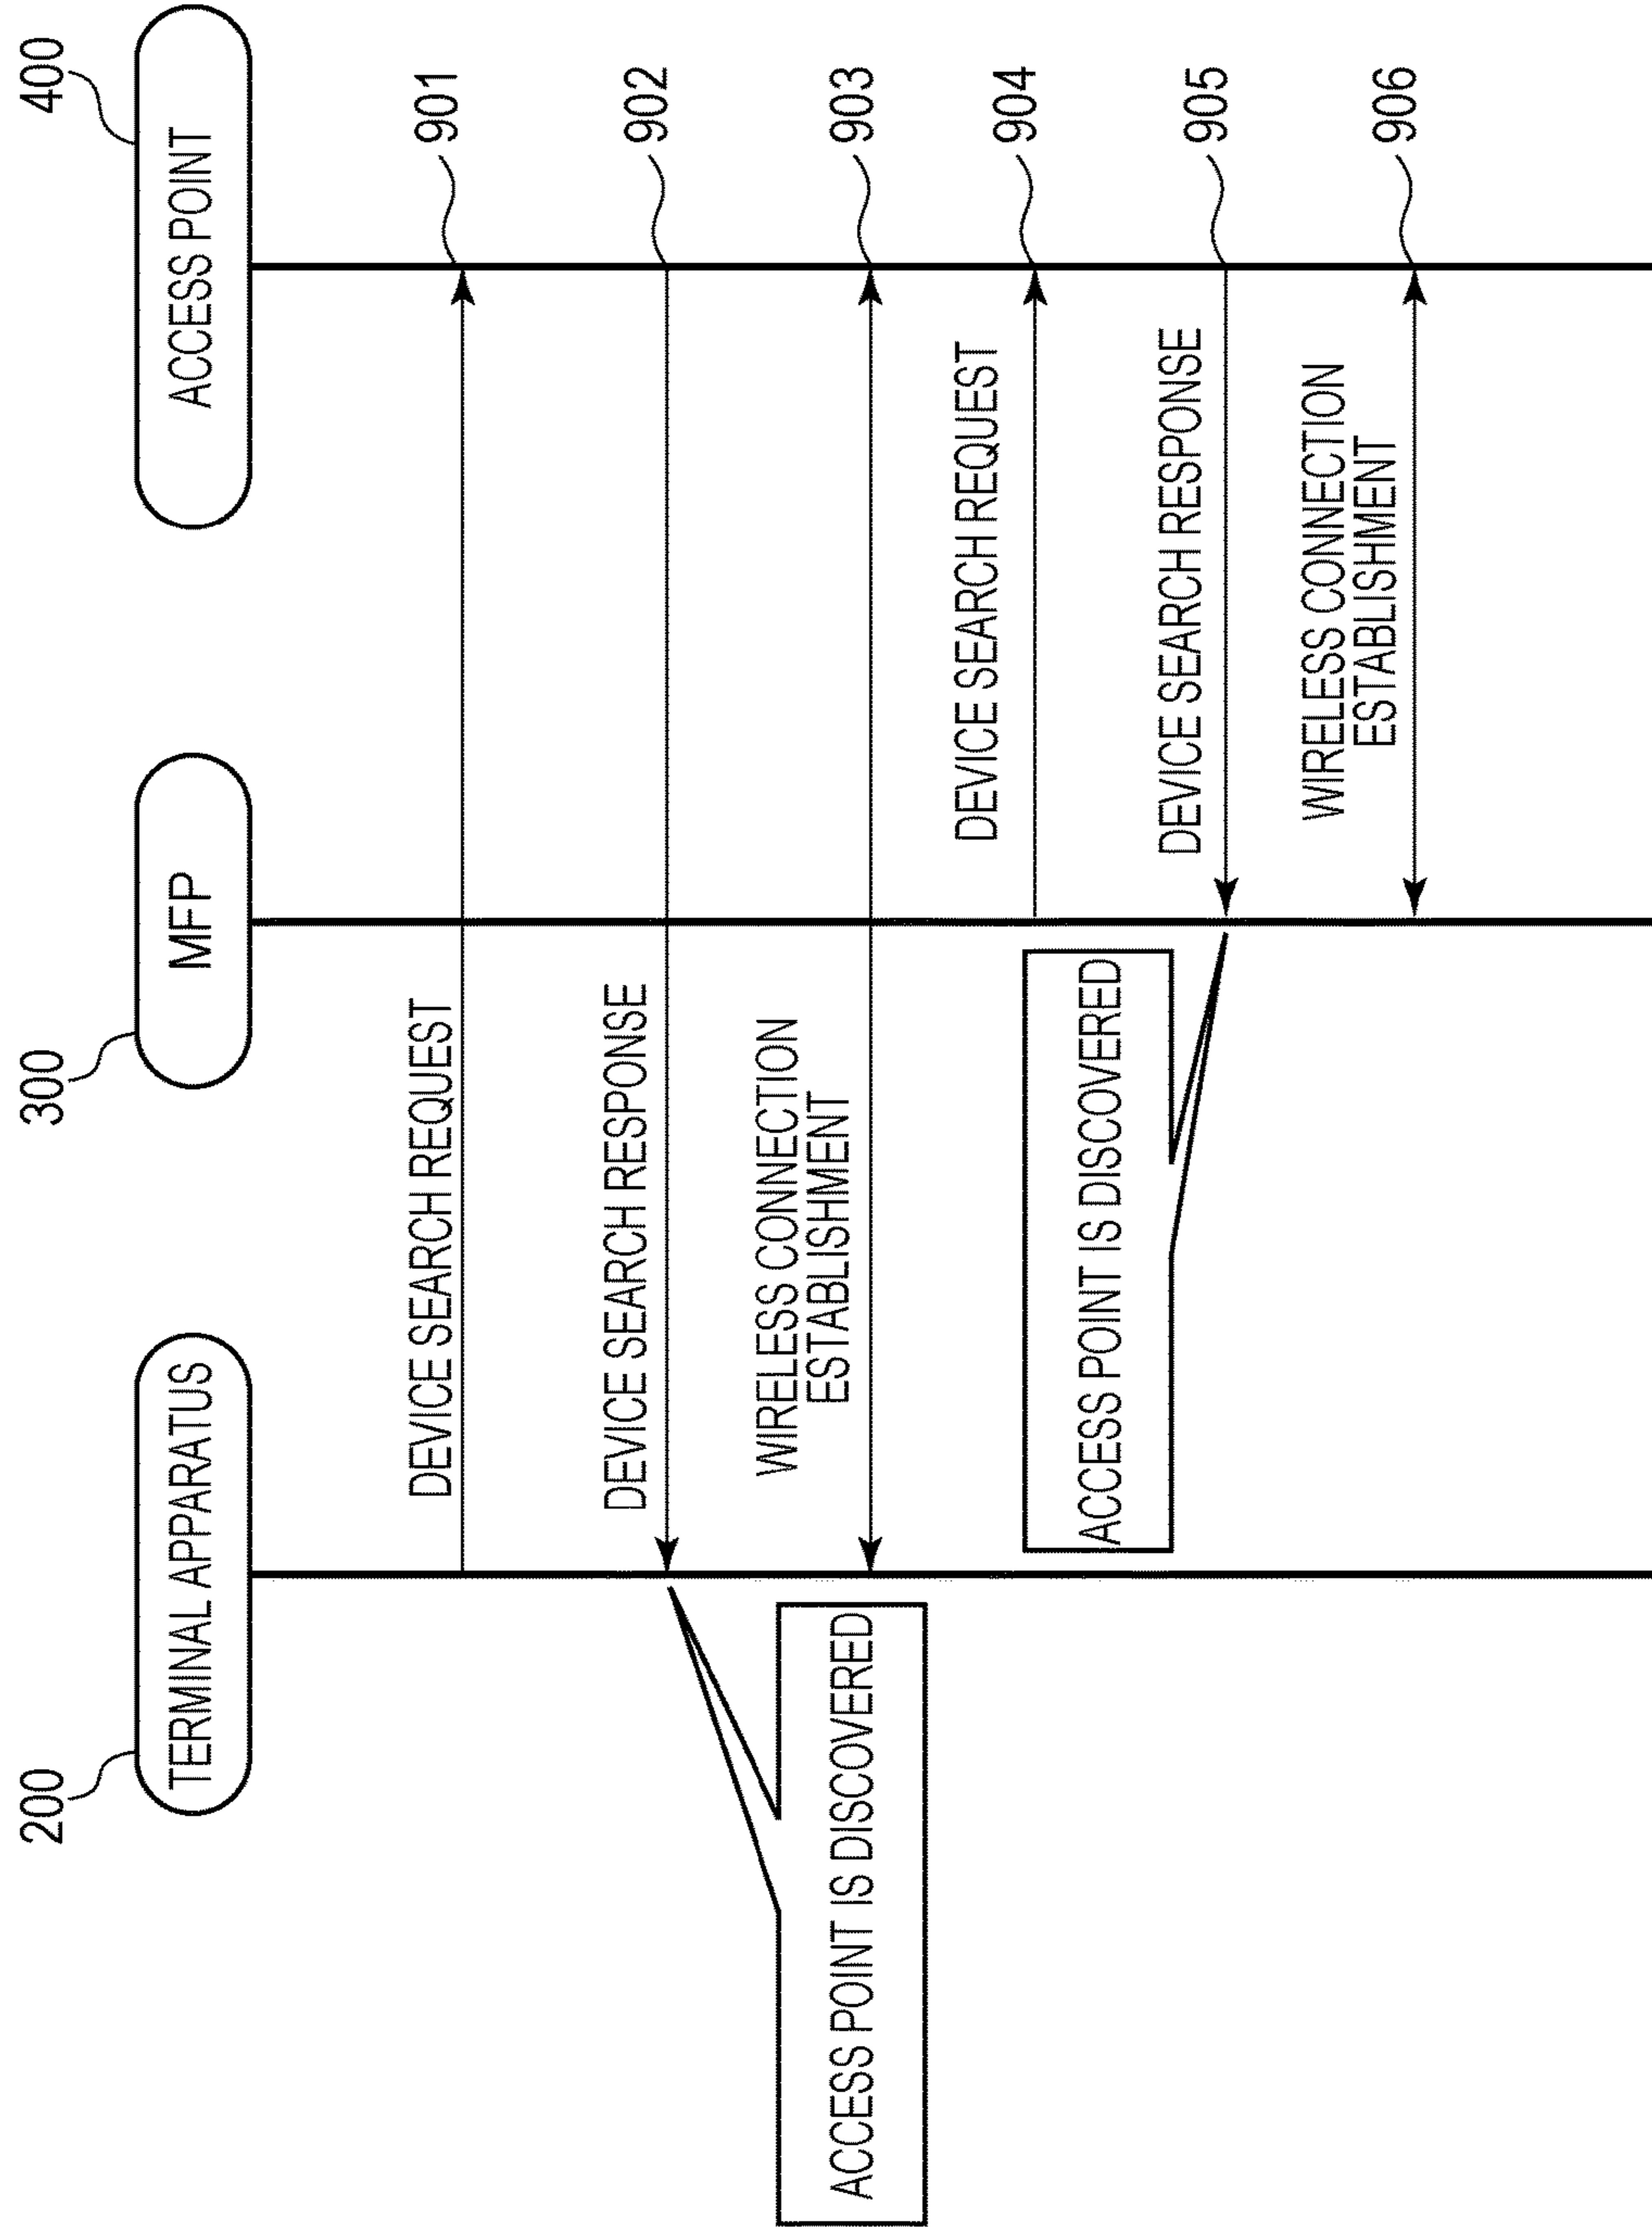 200
300
400
TERMINAL APPARATUS
MFP
ACCESS POINT
DEVICE SEARCH REQUEST
901
DEVICE SEARCH RESPONSE
902
WIRELESS CONNECTION
ESTABLISHMENT
903
ACCESS POINT IS DISCOVERED
DEVICE SEARCH REQUEST
904
ACCESS POINT IS DISCOVERED
DEVICE SEARCH RESPONSE
905
WIRELESS CONNECTION
ESTABLISHMENT
906